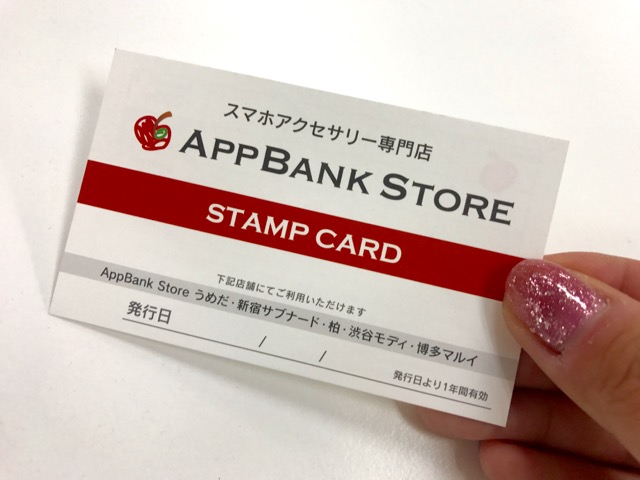 スマホアクセサリー専門店
APPBANK STORE
STAMP CARD
下記店舗にてご利用いただけます
AppBank Store うめだ・新宿サブナード・柏・渋谷モディ・博多マルイ
発行日 / /
発行日より1年間有効